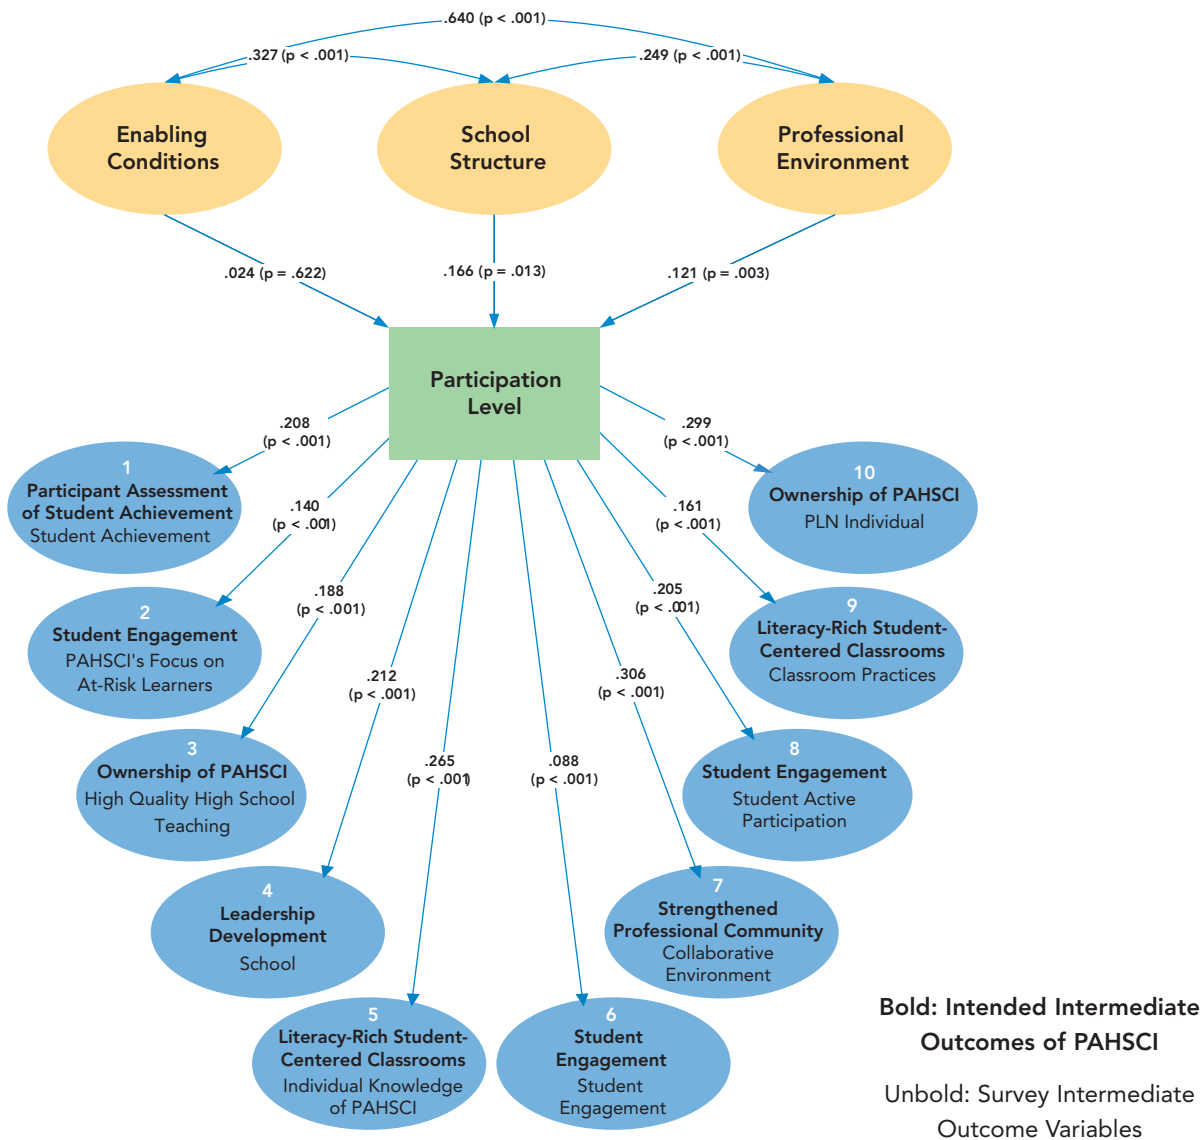 .640 (p < .001)
.327 (p < .001)
.249 (p < .001)
Enabling
Conditions
School
Structure
Professional
Environment
.024 (p = .622)
.166 (p = .013)
.121 (p = .003)
Participation
Level
.208
(p < .001)
.299
(p < .001)
1
Participant Assessment
of Student Achievement
Student Achievement
10
Ownership of PAHSCI
PLN Individual
.140
(p < .001)
.161
(p < .001)
2
Student Engagement
PAHSCI's Focus on
At-Risk Learners
.188
(p < .001)
.205
(p < .001)
9
Literacy-Rich Student-
Centered Classrooms
Classroom Practices
.212
(p < .001)
.306
(p < .001)
3
Ownership of PAHSCI
High Quality High School
Teaching
.265
(p < .001)
.088
(p < .001)
8
Student Engagement
Student Active
Participation
4
Leadership
Development
School
7
Strengthened
Professional Community
Collaborative
Environment
5
Literacy-Rich Student-
Centered Classrooms
Individual Knowledge
of PAHSCI
6
Student
Engagement
Student
Engagement
Bold: Intended Intermediate
Outcomes of PAHSCI
Unbold: Survey Intermediate
Outcome Variables